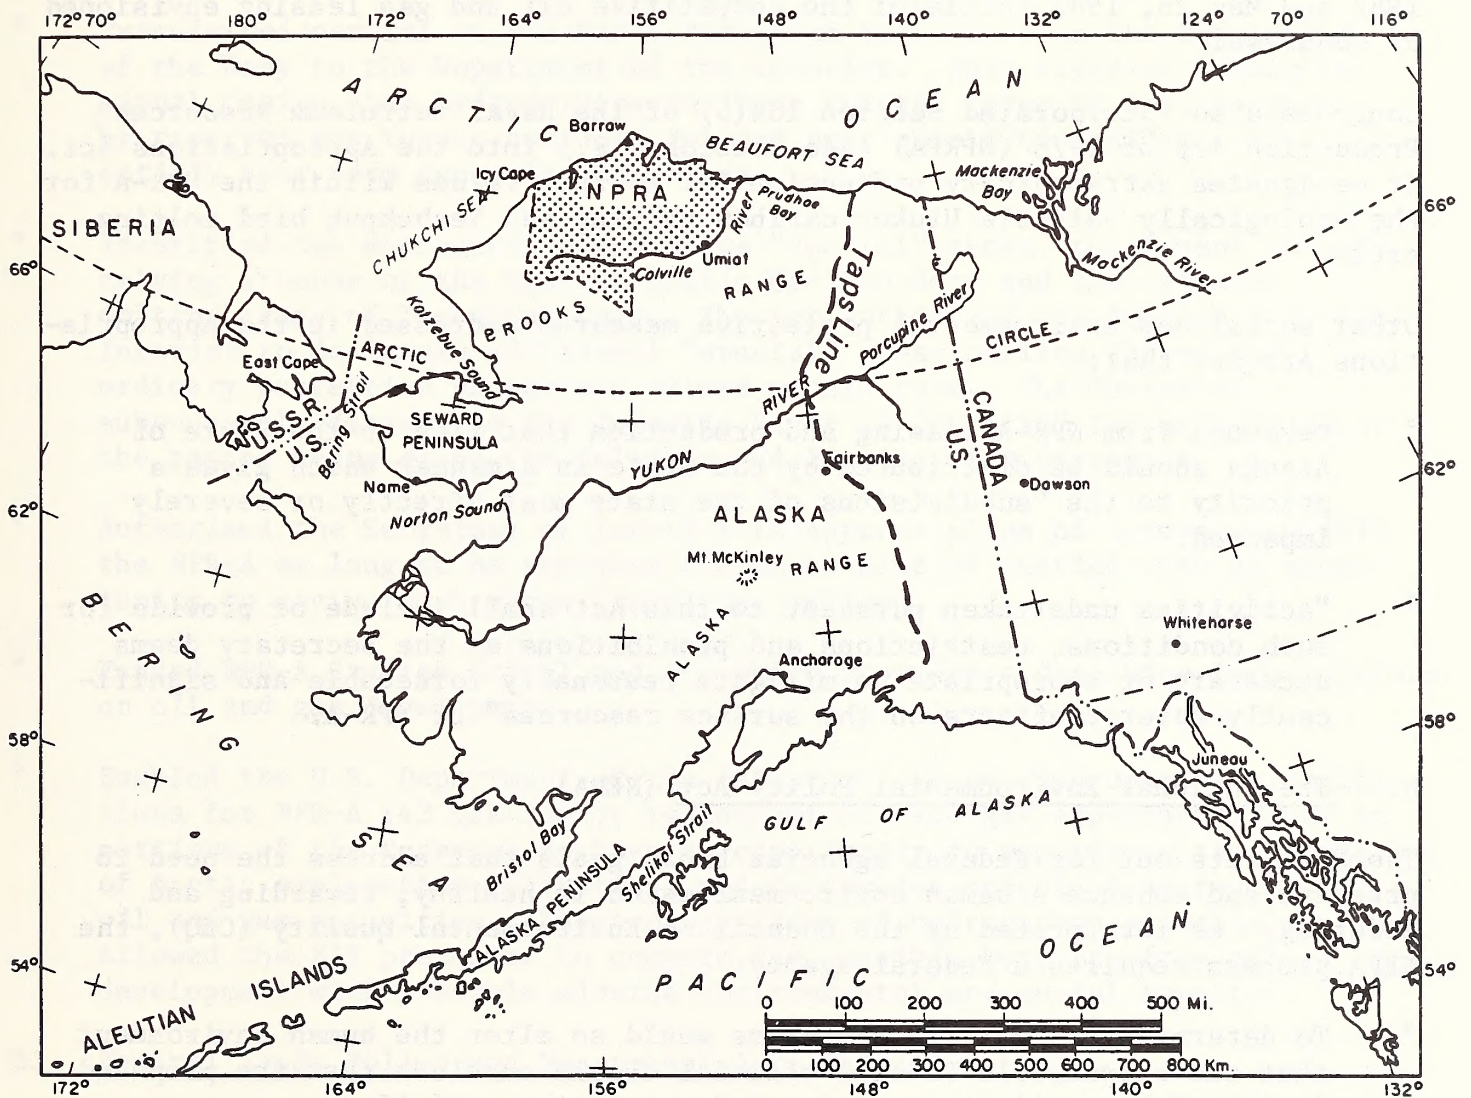 172° 70° 180° 172° 164° 156° 148° 140° 132° 124° 70° 116°
ARCTIC OCEAN
Barrow
BEAUFORT SEA
Icy Cape
NPRA
Mackenzie
Bay
Prudhoe
Bay
River
66°
SIBERIA
CHUKCHI SEA
Umiat
Colville
Mackenzie River
66°
BROOKS RANGE
Tapsline
Kotzebue Sound
Porcupine River
ARCTIC CIRCLE
East Cape
U.S.S.R.
U.S.
Bering Strait
SEWARD
PENINSULA
RIVER
YUKON
CANADA
U.S.
62°
Fairbanks
Name
Dawson
Norton Sound
62°
ALASKA
Mt. McKinley
ALASKA RANGE
Whitehorse
BERING SEA
Anchorage
58°
58°
Juneau
GULF OF ALASKA
Bristol Bay
Shelikof Strait
ALASKA PENINSULA
54°
54°
ALEUTIAN ISLANDS
PACIFIC OCEAN
0 100 200 300 400 500 Mi.
0 100 200 300 400 500 600 700 800 Km.
172° 70° 164° 156° 148° 140° 132°